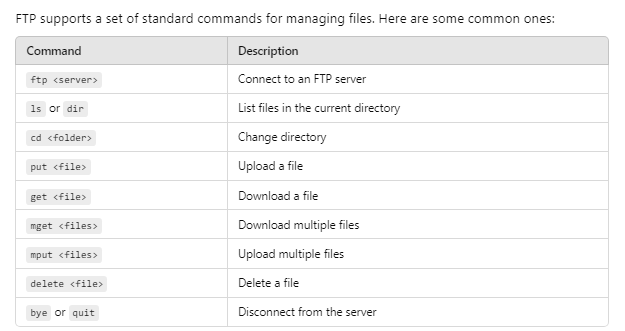 FTP supports a set of standard commands for managing files. Here are some common ones:
Command Description
ftp <server> Connect to an FTP server
ls or dir List files in the current directory
cd <folder> Change directory
put <file> Upload a file
get <file> Download a file
mget <files> Download multiple files
mput <files> Upload multiple files
delete <file> Delete a file
bye or quit Disconnect from the server